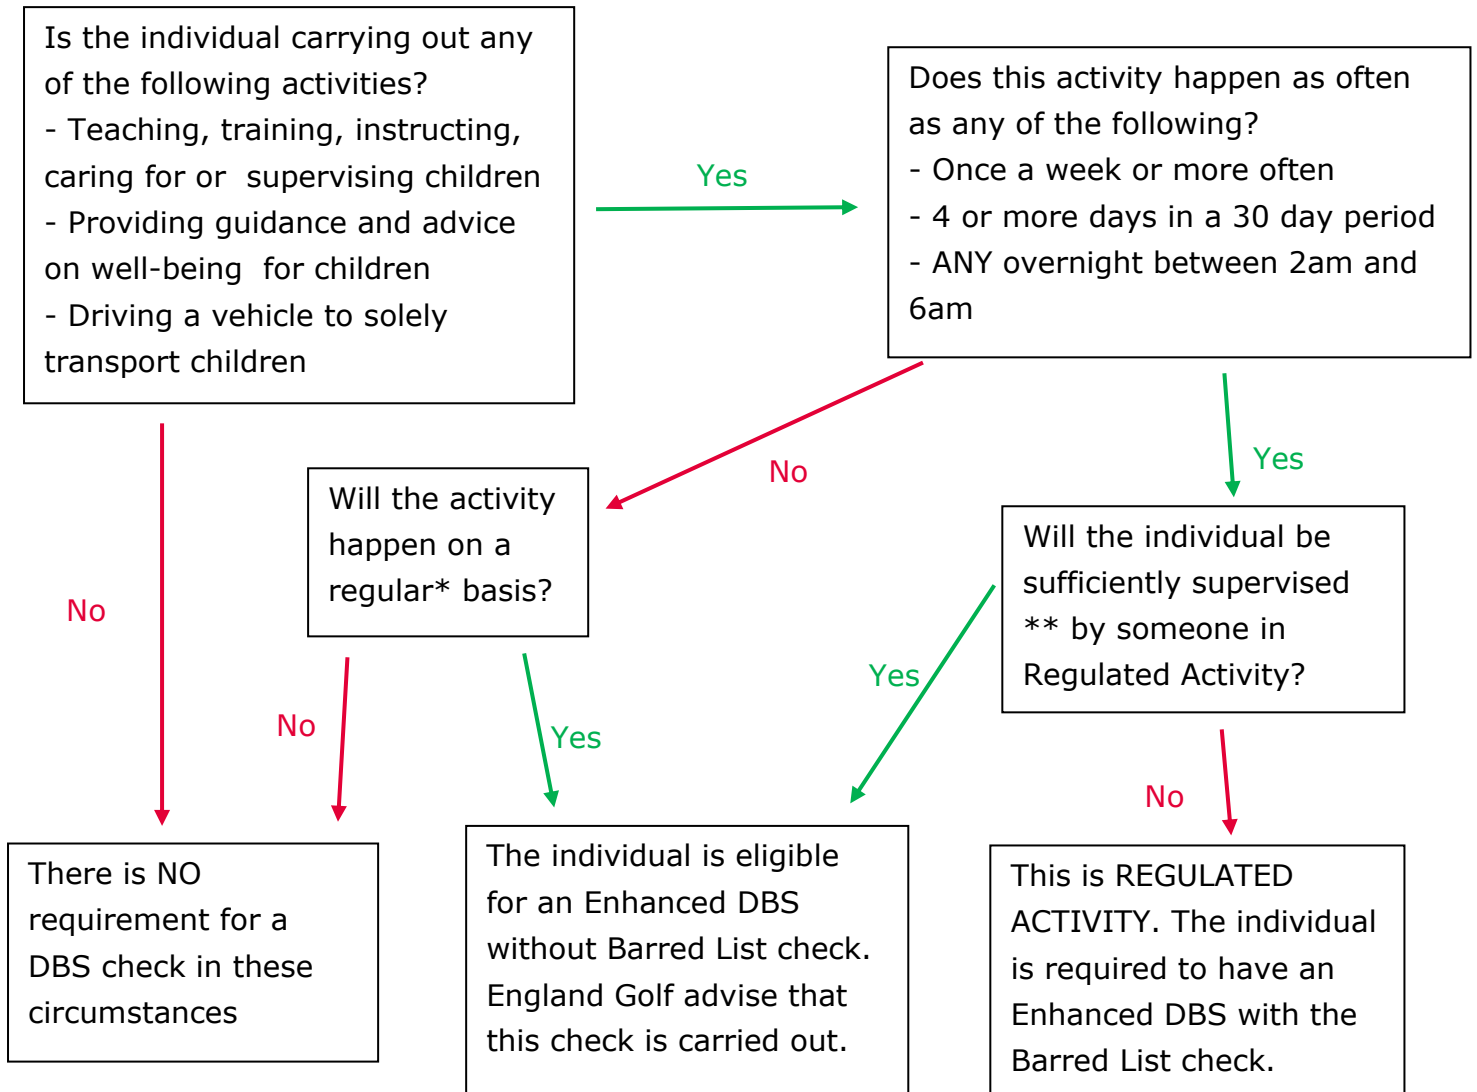 Is the individual carrying out any
of the following activities?
- Teaching, training, instructing,
caring for or  supervising children
- Providing guidance and advice
on well-being  for children
- Driving a vehicle to solely
transport children
Yes
Does this activity happen as often
as any of the following?
- Once a week or more often
- 4 or more days in a 30 day period
- ANY overnight between 2am and
6am
No
No
Yes
Will the activity
happen on a
regular* basis?
Will the individual be
sufficiently supervised
** by someone in
Regulated Activity?
No
Yes
Yes
No
There is NO
requirement for a
DBS check in these
circumstances
The individual is eligible
for an Enhanced DBS
without Barred List check.
England Golf advise that
this check is carried out.
This is REGULATED
ACTIVITY. The individual
is required to have an
Enhanced DBS with the
Barred List check.